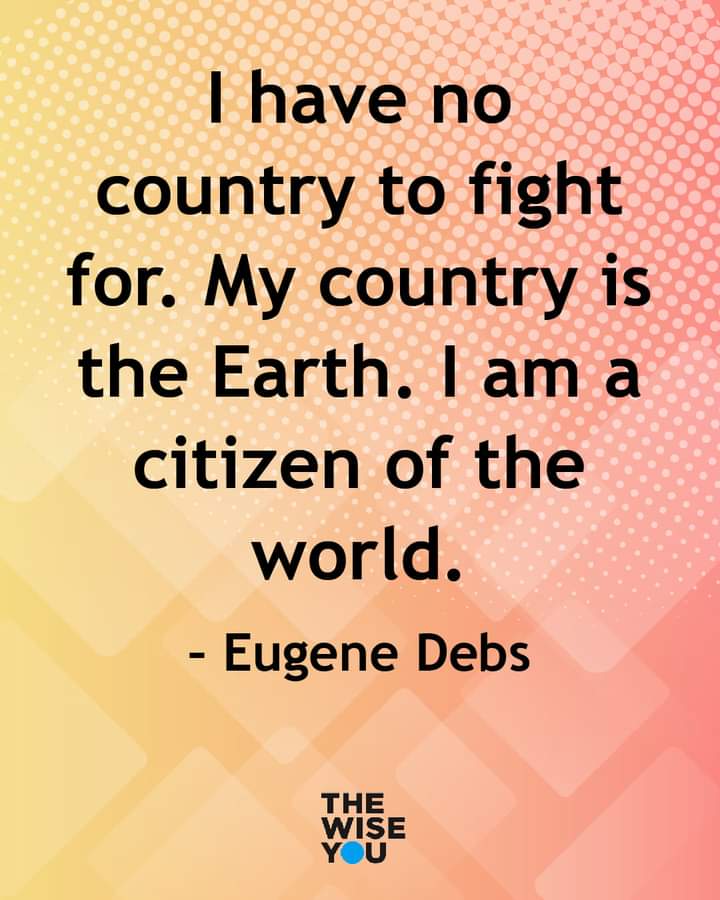 I have no
country to fight
for. My country is
the Earth. I am a
citizen of the
world.
- Eugene Debs
THE
WISE
YOU